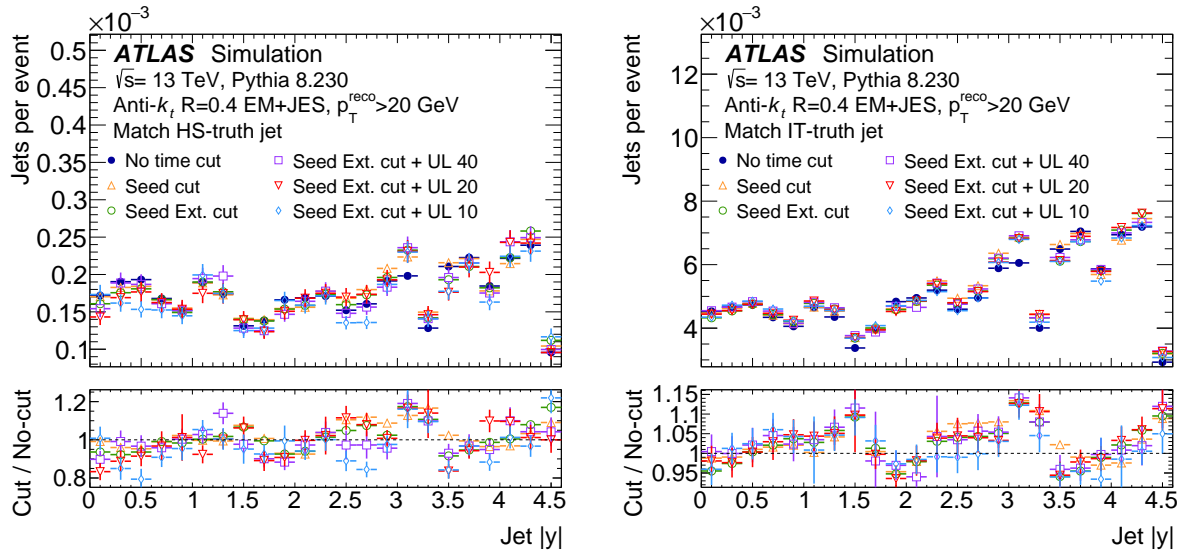 ×10⁻³
Jets per event
0.5
0.45
0.4
0.35
0.3
0.25
0.2
0.15
0.1
ATLAS Simulation
√s= 13 TeV, Pythia 8.230
Anti-kt R=0.4 EM+JES, pTreco>20 GeV
Match HS-truth jet
No time cut
Seed cut
Seed Ext. cut
Seed Ext. cut + UL 40
Seed Ext. cut + UL 20
Seed Ext. cut + UL 10
Cut / No-cut
1.2
1
0.8
0 0.5 1 1.5 2 2.5 3 3.5 4 4.5
Jet |y|
×10⁻³
Jets per event
12
10
8
6
4
ATLAS Simulation
√s= 13 TeV, Pythia 8.230
Anti-kt R=0.4 EM+JES, pTreco>20 GeV
Match IT-truth jet
No time cut
Seed cut
Seed Ext. cut
Seed Ext. cut + UL 40
Seed Ext. cut + UL 20
Seed Ext. cut + UL 10
Cut / No-cut
1.15
1.1
1.05
1
0.95
0 0.5 1 1.5 2 2.5 3 3.5 4 4.5
Jet |y|